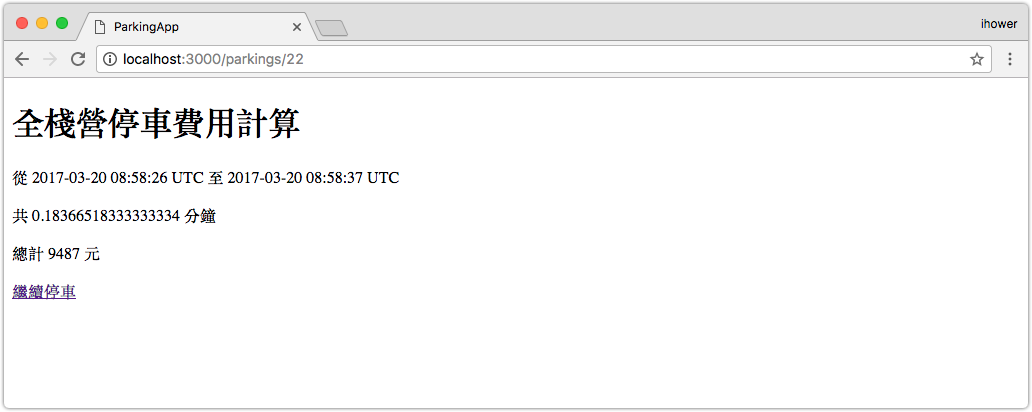 ParkingApp
ihower
localhost:3000/parkings/22
全棧營停車費用計算
從 2017-03-20 08:58:26 UTC 至 2017-03-20 08:58:37 UTC
共 0.18366518333333334 分鐘
總計 9487 元
繼續停車